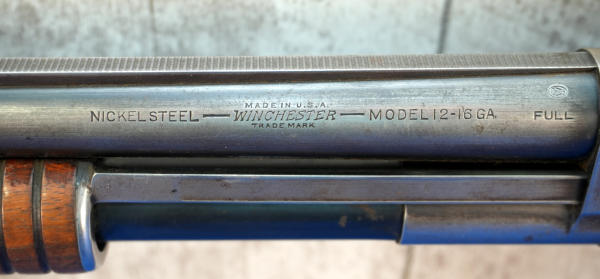 MADE IN U.S.A.
NICKEL STEEL — WINCHESTER — MODEL 12-16 GA. FULL
TRADE MARK